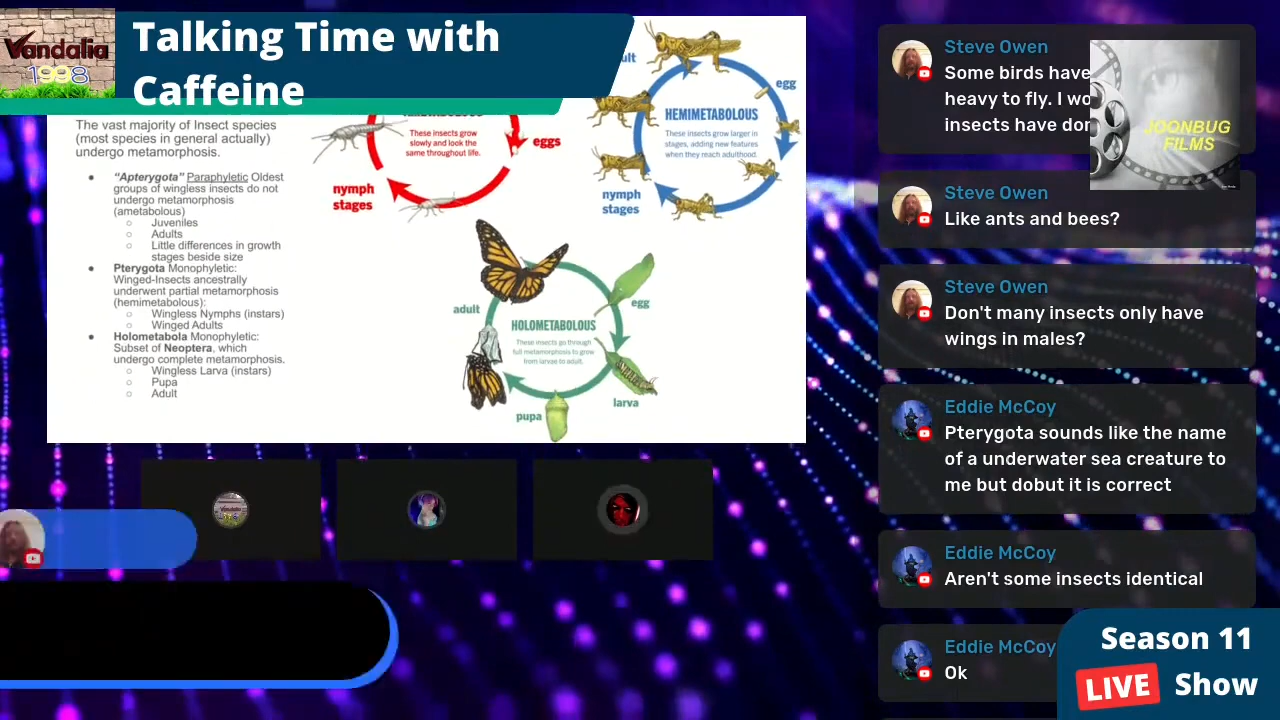 Vandalia
1998
Talking Time with
Caffeine
The vast majority of Insect species
(most species in general actually)
undergo metamorphosis.
● "Apterygota" Paraphyletic Oldest
groups of wingless insects do not
undergo metamorphosis
(ametabolous)
○ Juveniles
○ Adults
○ Little differences in growth
stages beside size
● Pterygota Monophyletic:
Winged-Insects ancestrally
underwent partial metamorphosis
(hemimetabolous):
○ Wingless Nymphs (instars)
○ Winged Adults
● Holometabola Monophyletic:
Subset of Neoptera, which
undergo complete metamorphosis.
○ Wingless Larva (instars)
○ Pupa
○ Adult
These insects grow
slowly and look the
same throughout life.
eggs
nymph
stages
egg
HEMIMETABOLOUS
These insects grow larger in
stages, adding new features
when they reach adulthood.
nymph
stages
adult
egg
HOLOMETABOLOUS
These insects go through
full metamorphosis to grow
from larvae to adult.
larva
pupa
Steve Owen
Some birds have
heavy to fly. I wo
insects have don
JOONBUG
FILMS
Steve Owen
Like ants and bees?
Steve Owen
Don't many insects only have
wings in males?
Eddie McCoy
Pterygota sounds like the name
of a underwater sea creature to
me but dobut it is correct
Eddie McCoy
Aren't some insects identical
Eddie McCoy
Ok
Season 11
LIVE Show